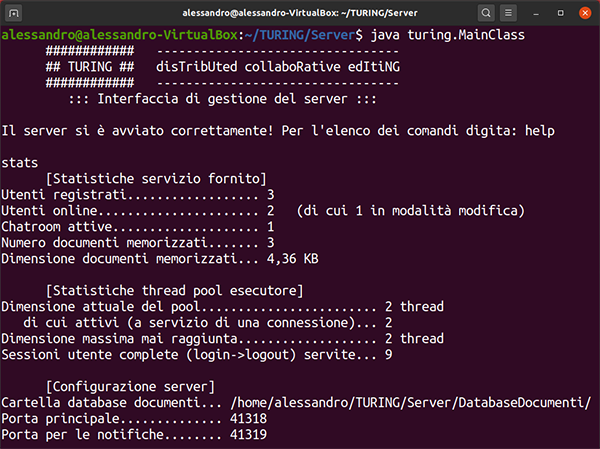 alessandro@alessandro-VirtualBox: ~/TURING/Server
alessandro@alessandro-VirtualBox:~/TURING/Server$ java turing.MainClass
############ ---------------------------------
## TURING ## disTribUted collaboRative edItiNG
############ ---------------------------------
::: Interfaccia di gestione del server :::
Il server si è avviato correttamente! Per l'elenco dei comandi digita: help
stats
[Statistiche servizio fornito]
Utenti registrati................. 3
Utenti online..................... 2 (di cui 1 in modalità modifica)
Chatroom attive................... 1
Numero documenti memorizzati....... 3
Dimensione documenti memorizzati... 4,36 KB
[Statistiche thread pool esecutore]
Dimensione attuale del pool........................ 2 thread
di cui attivi (a servizio di una connessione)... 2
Dimensione massima mai raggiunta................... 2 thread
Sessioni utente complete (login->logout) servite... 9
[Configurazione server]
Cartella database documenti... /home/alessandro/TURING/Server/DatabaseDocumenti/
Porta principale.............. 41318
Porta per le notifiche........ 41319